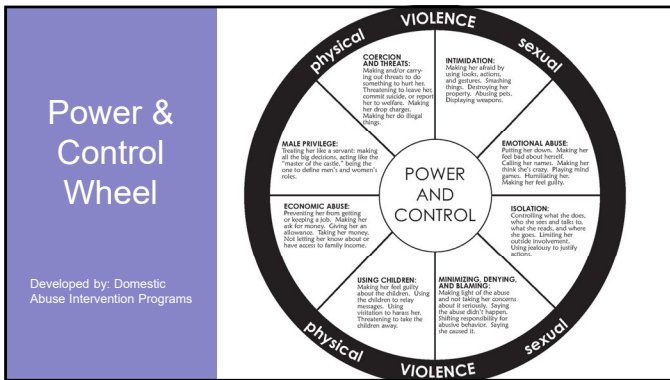 Power &
Control
Wheel
Developed by: Domestic
Abuse Intervention Programs
physical
VIOLENCE
sexual
COERCION
AND THREATS:
Making and/or carry-
ing out threats to do
something to hurt her.
Threatening to leave her,
commit suicide, or report
her to welfare. Making
her drop charges.
Making her do illegal
things.
INTIMIDATION:
Making her afraid by
using looks, actions,
and gestures. Smashing
things. Destroying her
property. Abusing pets.
Displaying weapons.
MALE PRIVILEGE:
Treating her like a servant: making
all the big decisions, acting like the
"master of the castle," being the
one to define men's and women's
roles.
EMOTIONAL ABUSE:
Putting her down. Making her
feel bad about herself.
Calling her names. Making her
think she's crazy. Playing mind
games. Humiliating her.
Making her feel guilty.
POWER
AND
CONTROL
ECONOMIC ABUSE:
Preventing her from getting
or keeping a job. Making her
ask for money. Giving her an
allowance. Taking her money.
Not letting her know about or
have access to family income.
ISOLATION:
Controlling what she does,
who she sees and talks to,
what she reads, and where
she goes. Limiting her
outside involvement.
Using jealousy to justify
actions.
USING CHILDREN:
Making her feel guilty
about the children. Using
the children to relay
messages. Using
visitation to harass her.
Threatening to take the
children away.
MINIMIZING, DENYING,
AND BLAMING:
Making light of the abuse
and not taking her concerns
about it seriously. Saying
the abuse didn't happen.
Shifting responsibility for
abusive behavior. Saying
she caused it.
physical
VIOLENCE
sexual